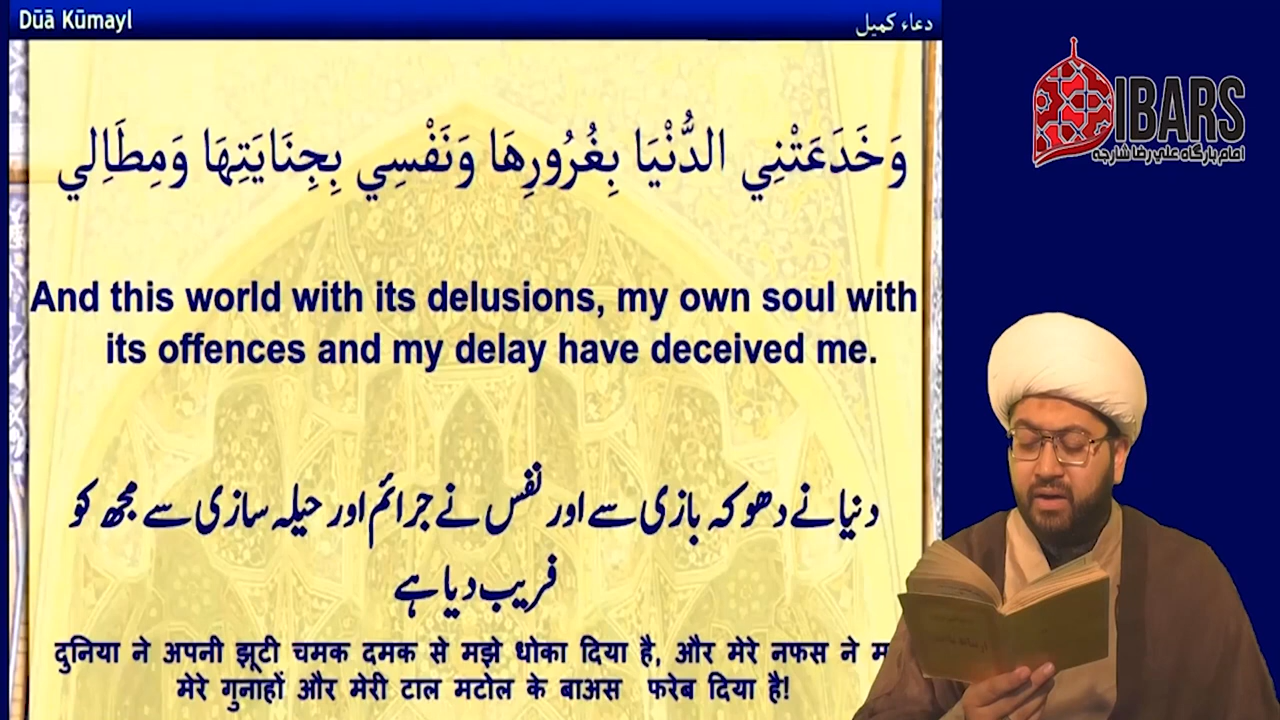 Dūā Kūmayl
دعاء كميل
IBARS
امام بارگاه علي رضا شارجه
وَخَدَعَتْنِي الدُّنْيَا بِغُرُورِهَا وَنَفْسِي بِجِنَايَتِهَا وَمِطَالِي
And this world with its delusions, my own soul with
its offences and my delay have deceived me.
دنیا نے دھوکہ بازی سے اور نفس نے جرائم اور حیلہ سازی سے مجھ کو
فریب دیا ہے
दुनिया ने अपनी झूटी चमक दमक से मझे धोका दिया है, और मेरे नफस ने म
मेरे गुनाहों और मेरी टाल मटोल के बाअस फरेब दिया है!